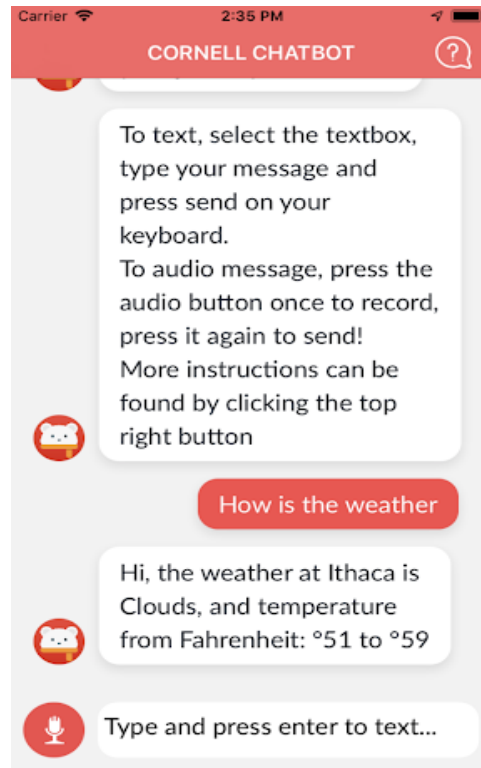 Carrier 2:35 PM
CORNELL CHATBOT
To text, select the textbox,
type your message and
press send on your
keyboard.
To audio message, press the
audio button once to record,
press it again to send!
More instructions can be
found by clicking the top
right button
How is the weather
Hi, the weather at Ithaca is
Clouds, and temperature
from Fahrenheit: °51 to °59
Type and press enter to text...